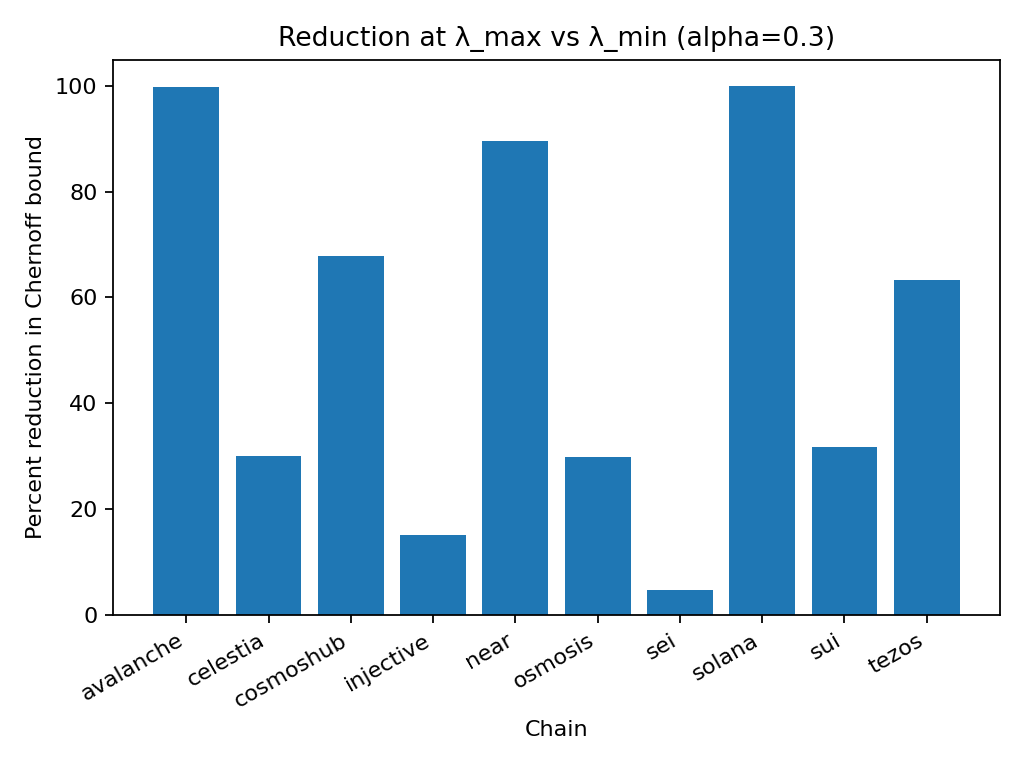 Reduction at λ_max vs λ_min (alpha=0.3)
Percent reduction in Chernoff bound
100
80
60
40
20
0
avalanche
celestia
cosmoshub
injective
near
osmosis
sei
solana
sui
tezos
Chain